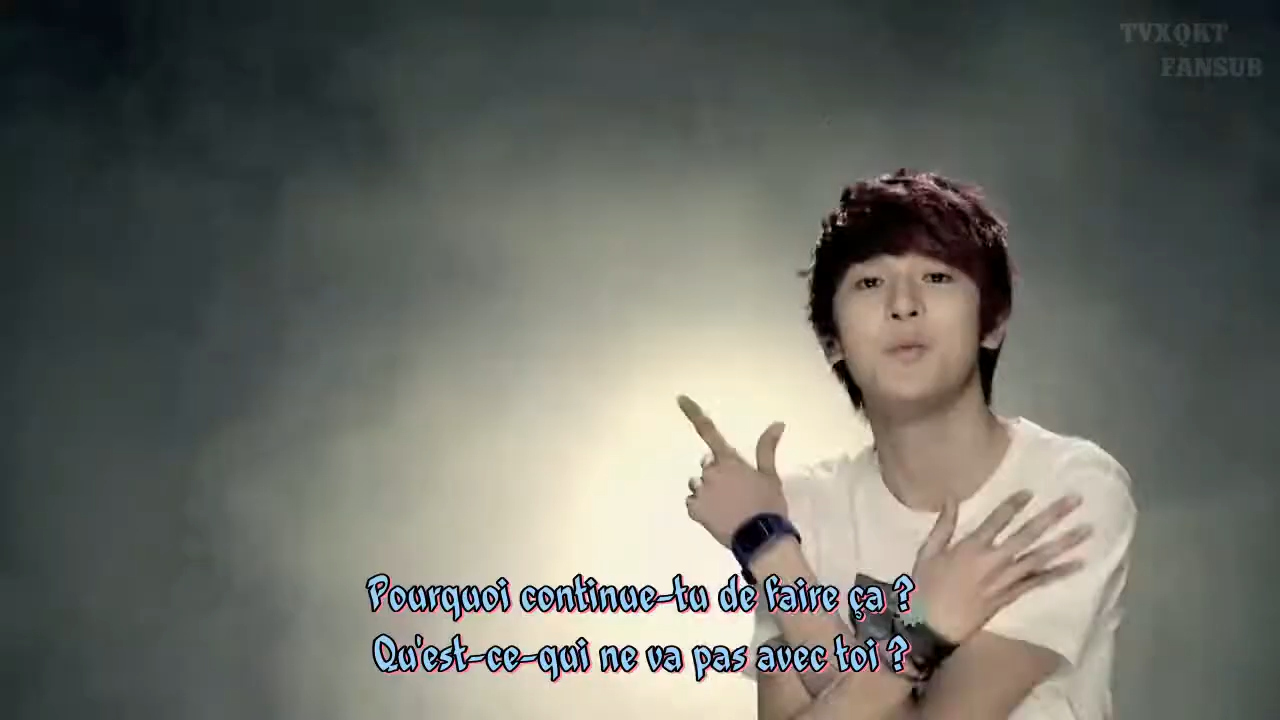 TVXQKT
FANSUB
Pourquoi continue-tu de faire ça ?
Qu'est-ce-qui ne va pas avec toi ?